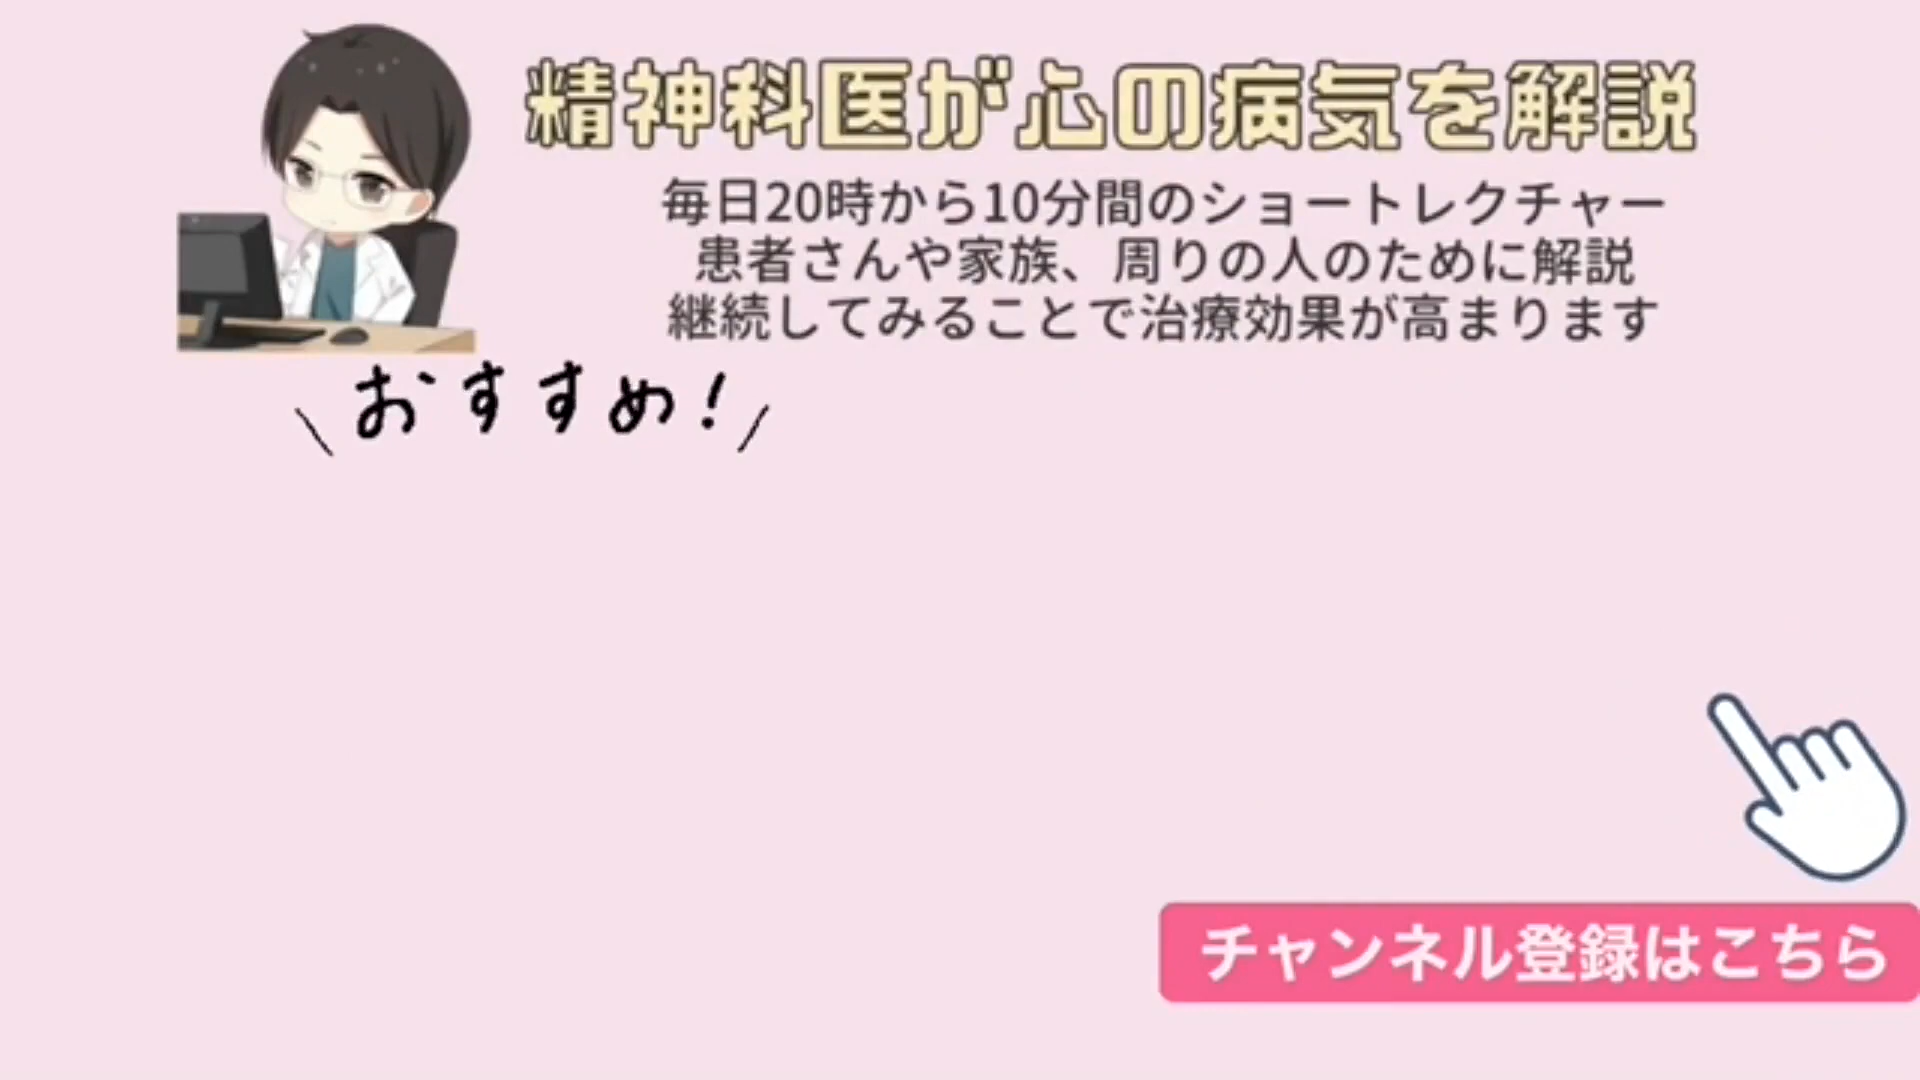 精神科医が心の病気を解説
毎日20時から10分間のショートレクチャー
患者さんや家族、周りの人のために解説
継続してみることで治療効果が高まります
\おすすめ!/
チャンネル登録はこちら